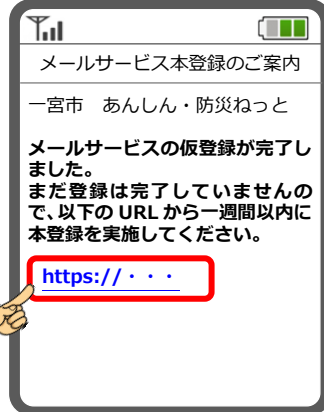 メールサービス本登録のご案内
一宮市　あんしん・防災ねっと
メールサービスの仮登録が完了し
ました。
まだ登録は完了していませんの
で、以下の URL から一週間以内に
本登録を実施してください。
https://・・・